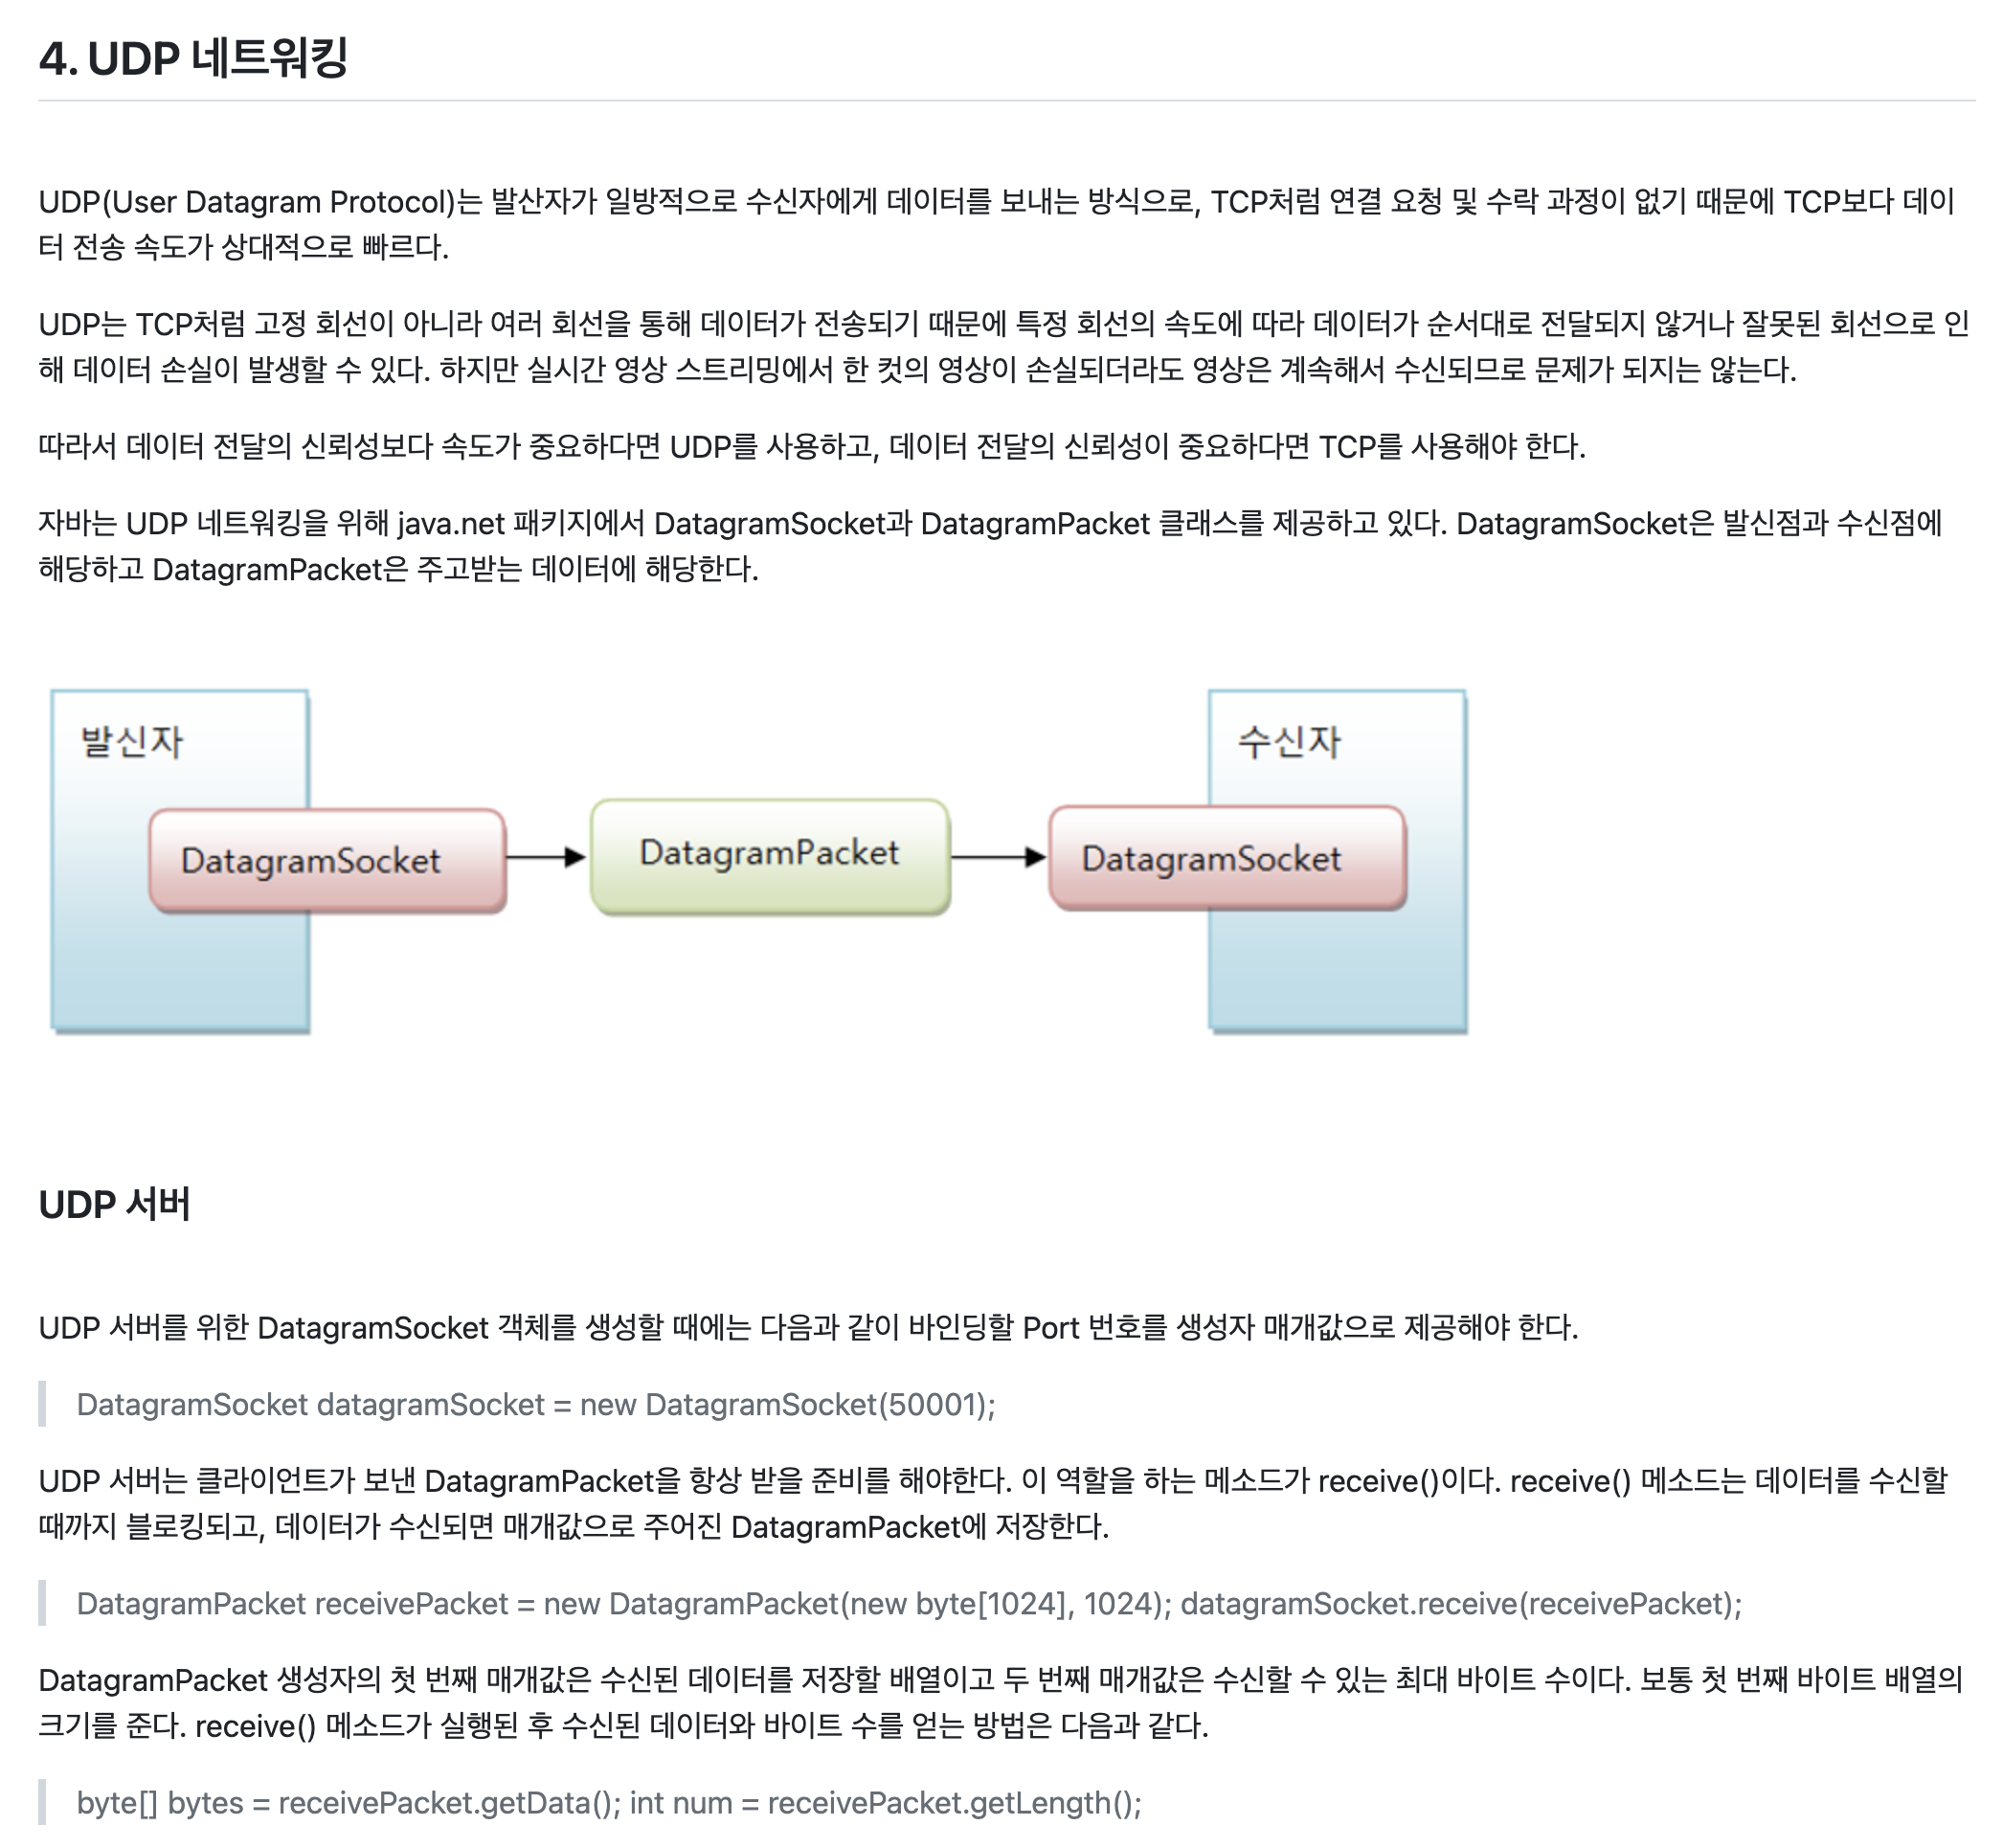 4. UDP 네트워킹
UDP(User Datagram Protocol)는 발산자가 일방적으로 수신자에게 데이터를 보내는 방식으로, TCP처럼 연결 요청 및 수락 과정이 없기 때문에 TCP보다 데이
터 전송 속도가 상대적으로 빠르다.
UDP는 TCP처럼 고정 회선이 아니라 여러 회선을 통해 데이터가 전송되기 때문에 특정 회선의 속도에 따라 데이터가 순서대로 전달되지 않거나 잘못된 회선으로 인
해 데이터 손실이 발생할 수 있다. 하지만 실시간 영상 스트리밍에서 한 컷의 영상이 손실되더라도 영상은 계속해서 수신되므로 문제가 되지는 않는다.
따라서 데이터 전달의 신뢰성보다 속도가 중요하다면 UDP를 사용하고, 데이터 전달의 신뢰성이 중요하다면 TCP를 사용해야 한다.
자바는 UDP 네트워킹을 위해 java.net 패키지에서 DatagramSocket과 DatagramPacket 클래스를 제공하고 있다. DatagramSocket은 발신점과 수신점에
해당하고 DatagramPacket은 주고받는 데이터에 해당한다.
발신자
수신자
DatagramSocket
DatagramPacket
DatagramSocket
UDP 서버
UDP 서버를 위한 DatagramSocket 객체를 생성할 때에는 다음과 같이 바인딩할 Port 번호를 생성자 매개값으로 제공해야 한다.
DatagramSocket datagramSocket = new DatagramSocket(50001);
UDP 서버는 클라이언트가 보낸 DatagramPacket을 항상 받을 준비를 해야한다. 이 역할을 하는 메소드가 receive()이다. receive() 메소드는 데이터를 수신할
때까지 블로킹되고, 데이터가 수신되면 매개값으로 주어진 DatagramPacket에 저장한다.
DatagramPacket receivePacket = new DatagramPacket(new byte[1024], 1024); datagramSocket.receive(receivePacket);
DatagramPacket 생성자의 첫 번째 매개값은 수신된 데이터를 저장할 배열이고 두 번째 매개값은 수신할 수 있는 최대 바이트 수이다. 보통 첫 번째 바이트 배열의
크기를 준다. receive() 메소드가 실행된 후 수신된 데이터와 바이트 수를 얻는 방법은 다음과 같다.
byte[] bytes = receivePacket.getData(); int num = receivePacket.getLength();